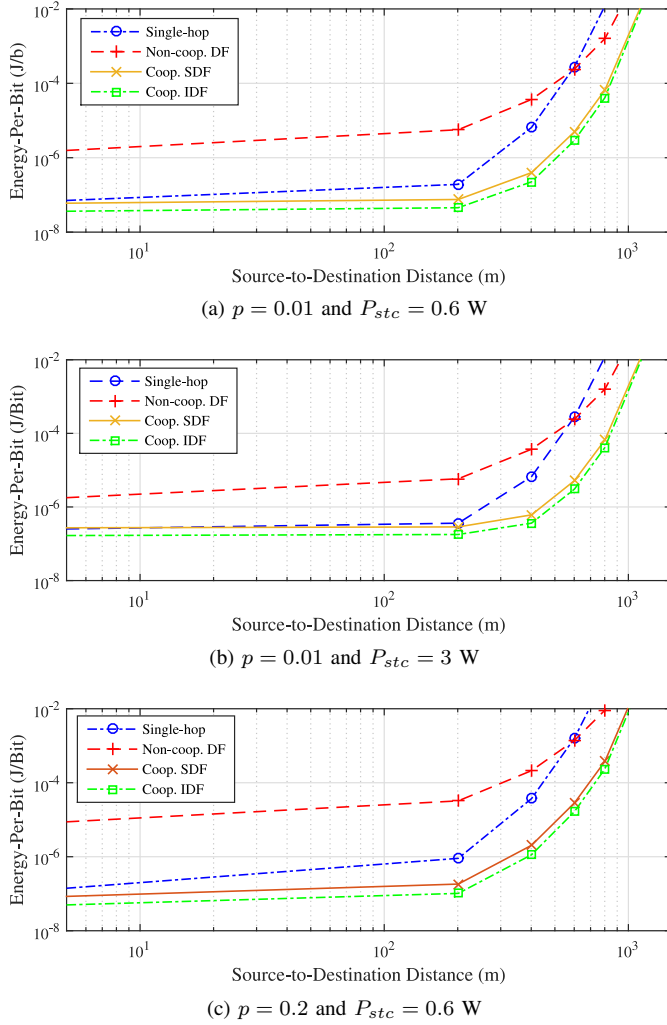 10^-2
10^-4
10^-6
10^-8
Energy-Per-Bit (J/b)
Single-hop
Non-coop. DF
Coop. SDF
Coop. IDF
10^1
10^2
10^3
Source-to-Destination Distance (m)
(a) p = 0.01 and P_stc = 0.6 W
10^-2
10^-4
10^-6
10^-8
Energy-Per-Bit (J/Bit)
Single-hop
Non-coop. DF
Coop. SDF
Coop. IDF
10^1
10^2
10^3
Source-to-Destination Distance (m)
(b) p = 0.01 and P_stc = 3 W
10^-2
10^-4
10^-6
10^-8
Energy-Per-Bit (J/Bit)
Single-hop
Non-coop. DF
Coop. SDF
Coop. IDF
10^1
10^2
10^3
Source-to-Destination Distance (m)
(c) p = 0.2 and P_stc = 0.6 W